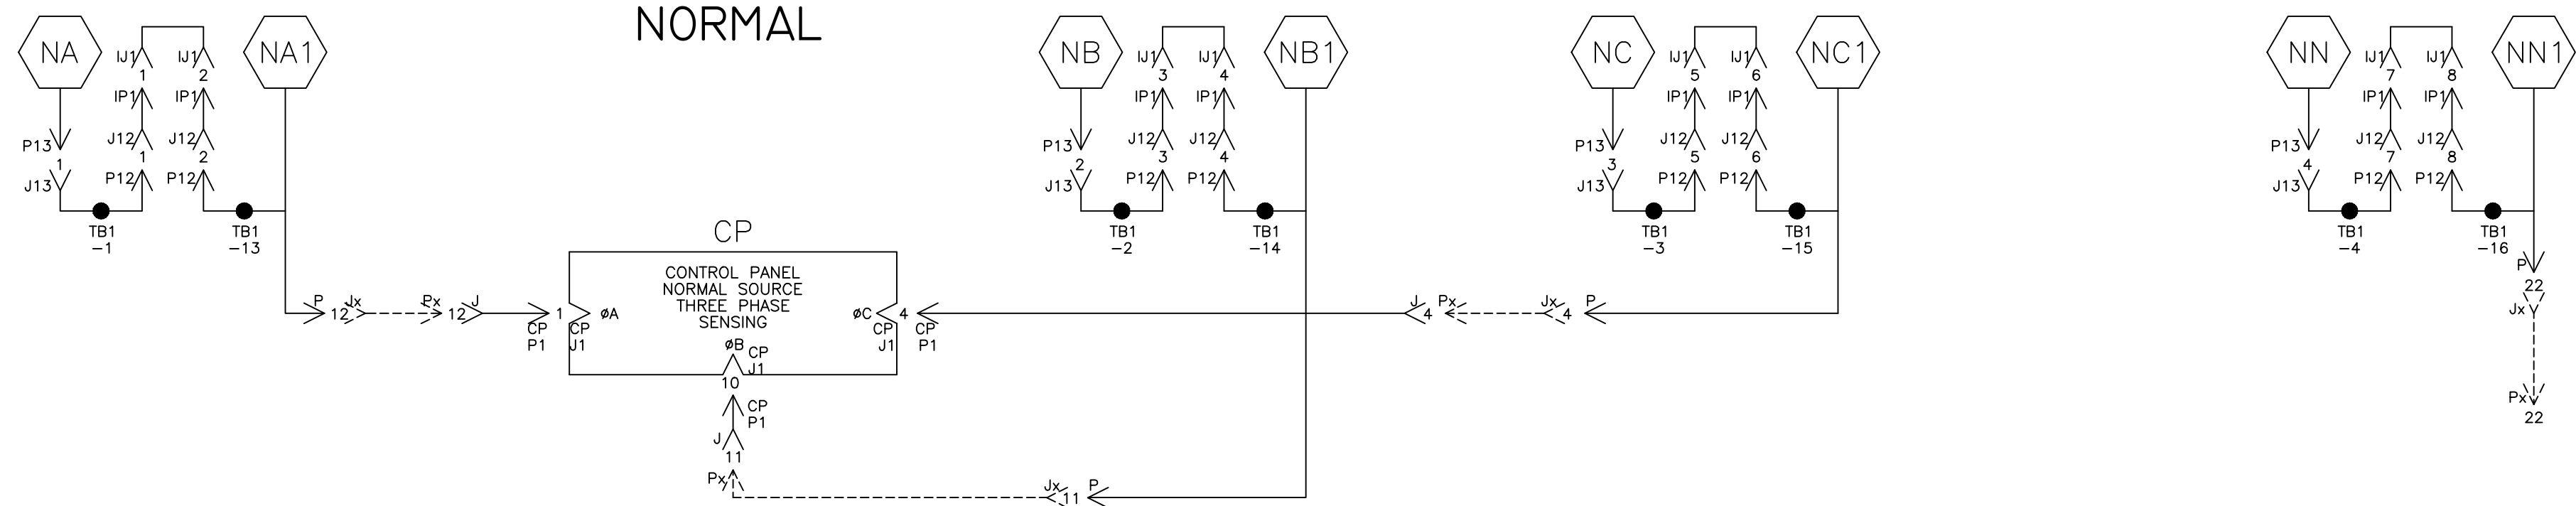 NORMAL
NA
IJ1
1
IJ1
2
NA1
IP1
IP1
P13
1
J13
J12
1
J12
2
P12
P12
TB1
-1
TB1
-13
NB
IJ1
3
IJ1
4
NB1
IP1
IP1
P13
2
J13
J12
3
J12
4
P12
P12
TB1
-2
TB1
-14
NC
IJ1
5
IJ1
6
NC1
IP1
IP1
P13
3
J13
J12
5
J12
6
P12
P12
TB1
-3
TB1
-15
NN
IJ1
7
IJ1
8
NN1
IP1
IP1
P13
4
J13
J12
7
J12
8
P12
P12
TB1
-4
TB1
-16
P
22
Jx
Px
22
CP
CONTROL PANEL
NORMAL SOURCE
THREE PHASE
SENSING
P
12
Jx
Px
12
J
1
CP
P1
CP
J1
øA
øB
CP
J1
10
CP
P1
J
11
Px
Jx
11
P
øC
4
CP
J1
CP
P1
J
4
Px
Jx
4
P